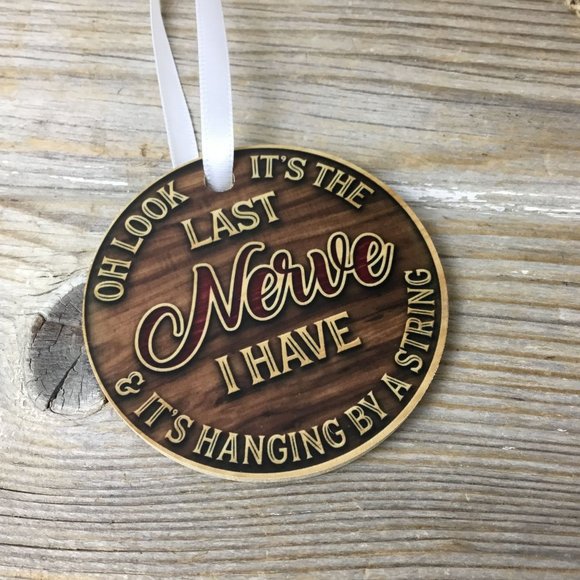 OH LOOK IT'S THE
LAST
Nerve
I HAVE
& IT'S HANGING BY A STRING